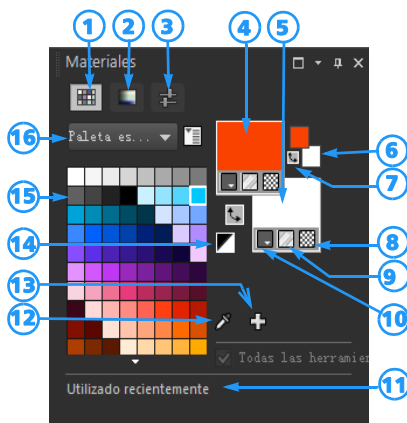 1 2 3 4 5
Materiales
16 Paleta es... 6
7
15
14 8
13 9
12 10
Todas las herramien
Utilizado recientemente 11